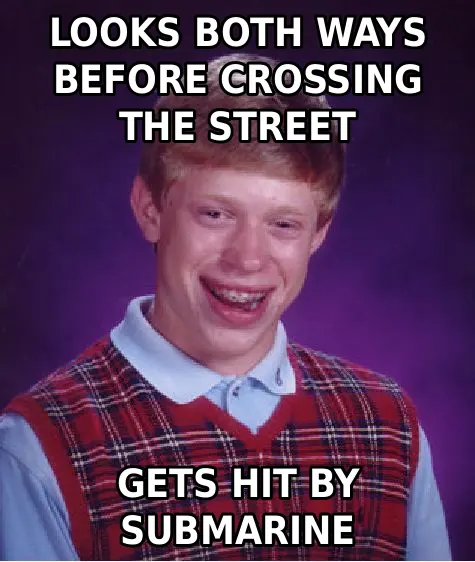 LOOKS BOTH WAYS
BEFORE CROSSING
THE STREET
GETS HIT BY
SUBMARINE